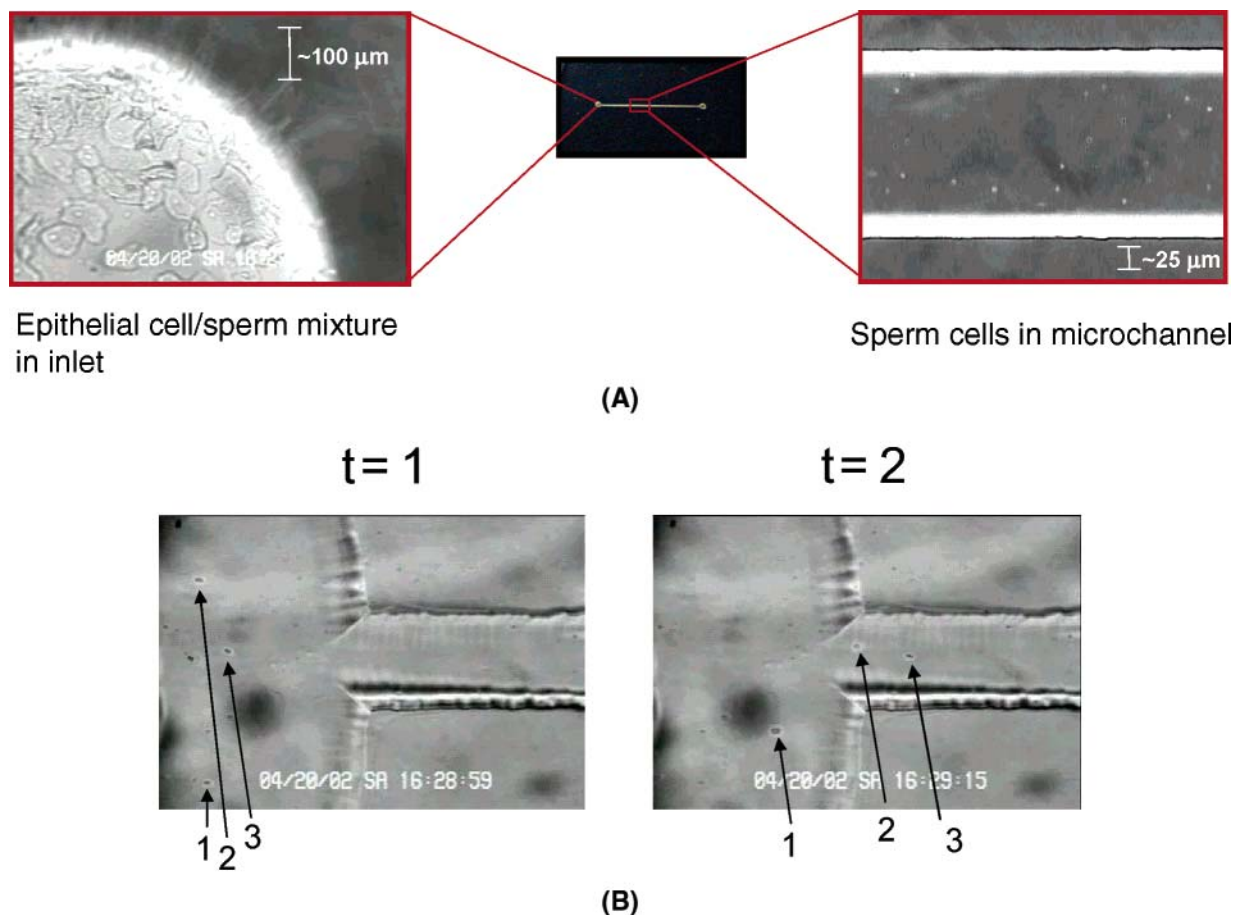 ~100 µm
04/20/02 SA 16:2
~25 µm
Epithelial cell/sperm mixture
in inlet
Sperm cells in microchannel
(A)
t= 1
t= 2
04/20/02 SA 16:28:59
04/20/02 SA 16:29:15
1
2
3
1
2
3
(B)